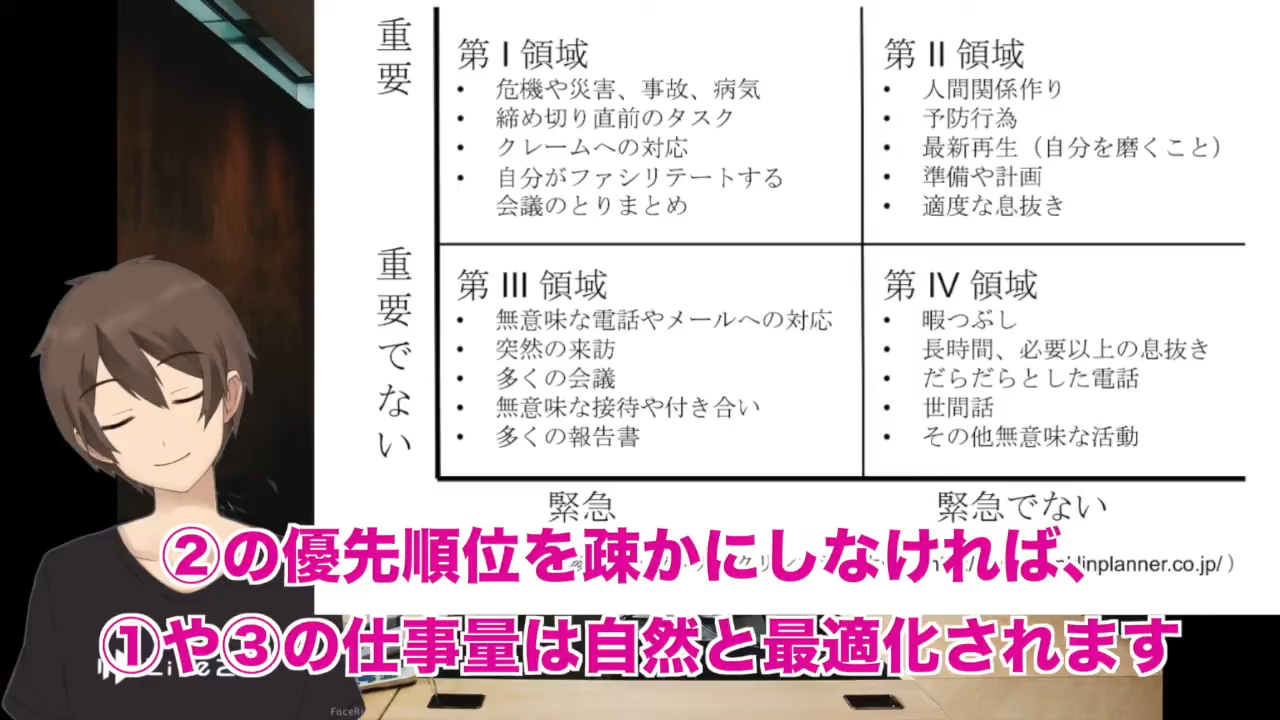 重要
第 I 領域
• 危機や災害、事故、病気
• 締め切り直前のタスク
• クレームへの対応
• 自分がファシリテートする
会議のとりまとめ
第 II 領域
• 人間関係作り
• 予防行為
• 最新再生（自分を磨くこと）
• 準備や計画
• 適度な息抜き
重要でない
第 III 領域
• 無意味な電話やメールへの対応
• 突然の来訪
• 多くの会議
• 無意味な接待や付き合い
• 多くの報告書
第 IV 領域
• 暇つぶし
• 長時間、必要以上の息抜き
• だらだらとした電話
• 世間話
• その他無意味な活動
緊急
緊急でない
linplanner.co.jp/ ）
②の優先順位を疎かにしなければ、
①や③の仕事量は自然と最適化されます